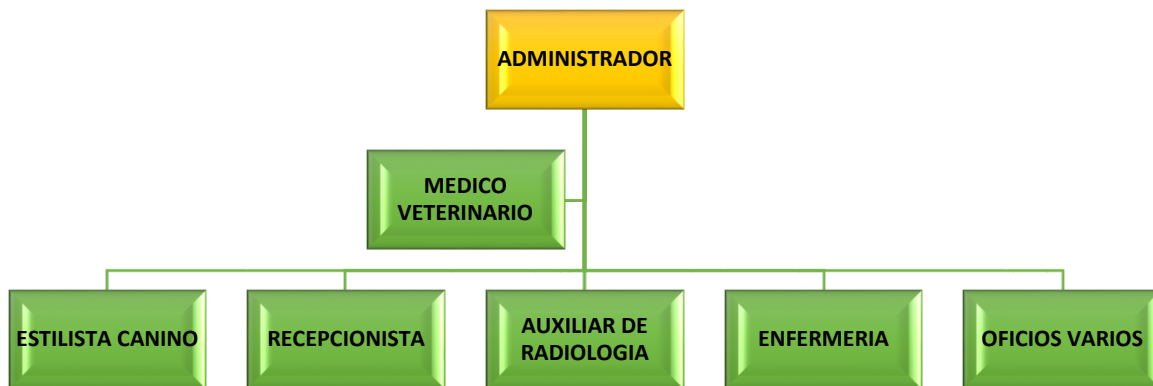 ADMINISTRADOR
MEDICO
VETERINARIO
ESTILISTA CANINO
RECEPCIONISTA
AUXILIAR DE
RADIOLOGIA
ENFERMERIA
OFICIOS VARIOS